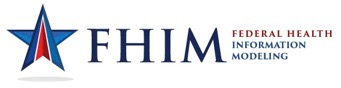 FHIM
FEDERAL HEALTH
INFORMATION
MODELING